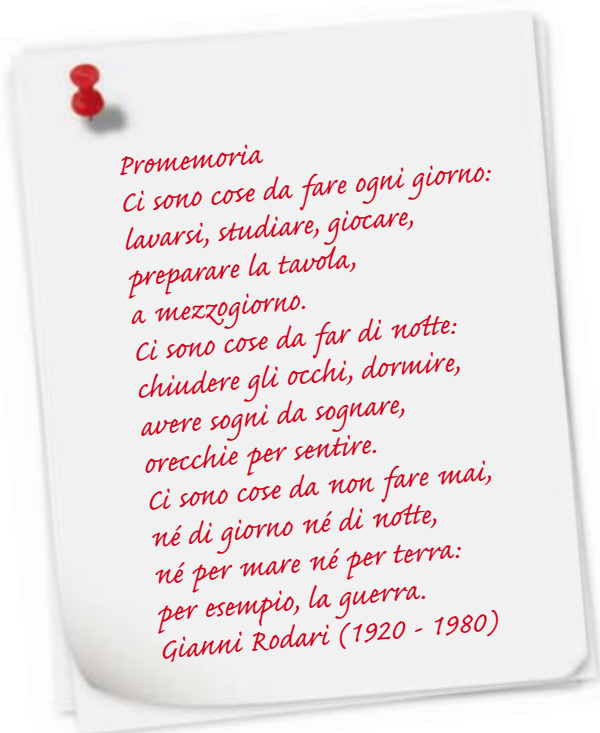 Promemoria
Ci sono cose da fare ogni giorno:
lavarsi, studiare, giocare,
preparare la tavola,
a mezzogiorno.
Ci sono cose da far di notte:
chiudere gli occhi, dormire,
avere sogni da sognare,
orecchie per sentire.
Ci sono cose da non fare mai,
né di giorno né di notte,
né per mare né per terra:
per esempio, la guerra.
Gianni Rodari (1920 - 1980)